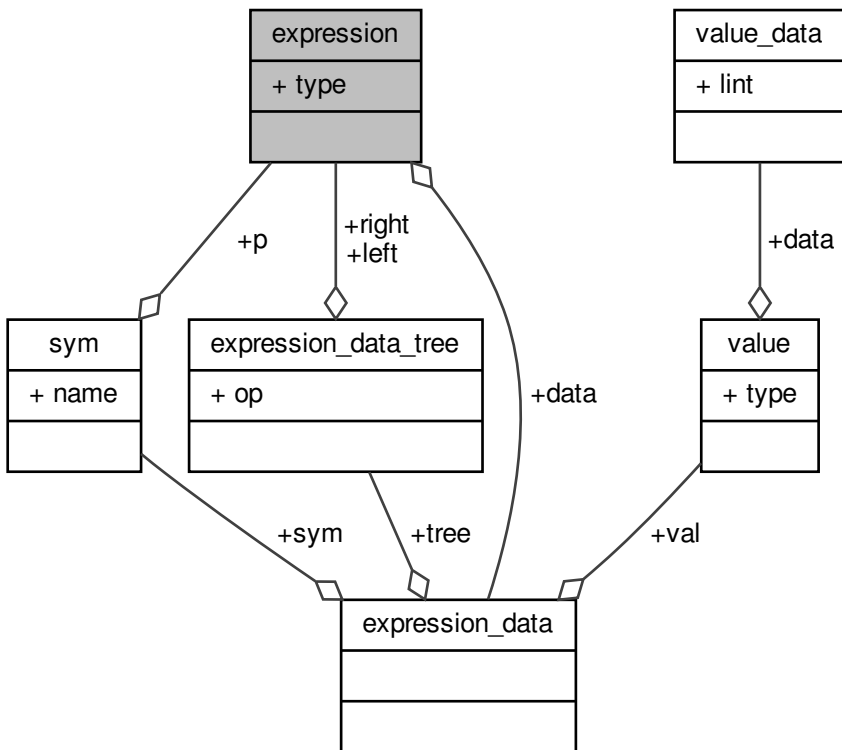 expression
+ type
value_data
+ lint
+p
+right
+left
+data
sym
+ name
expression_data_tree
+ op
value
+ type
+data
+sym
+tree
+val
expression_data